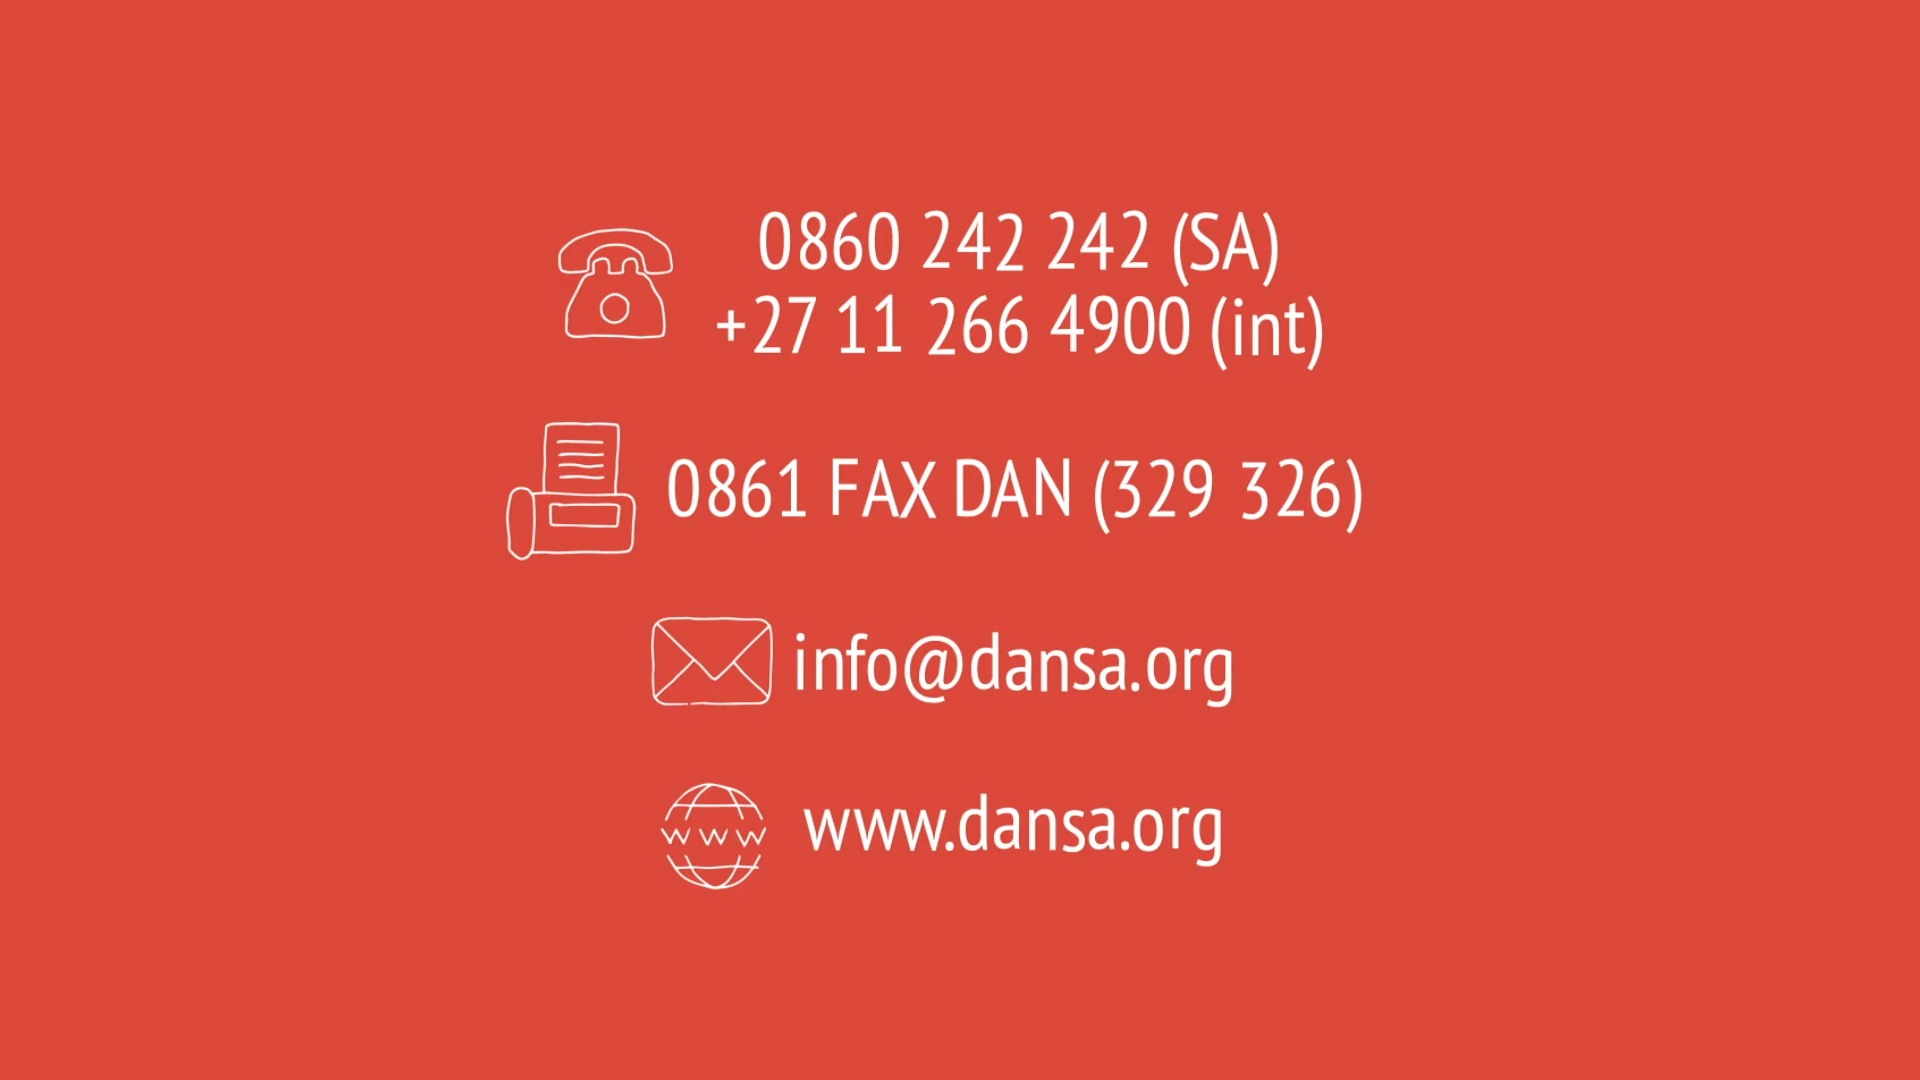 0860 242 242 (SA)
+27 11 266 4900 (int)
0861 FAX DAN (329 326)
info@dansa.org
www
www.dansa.org